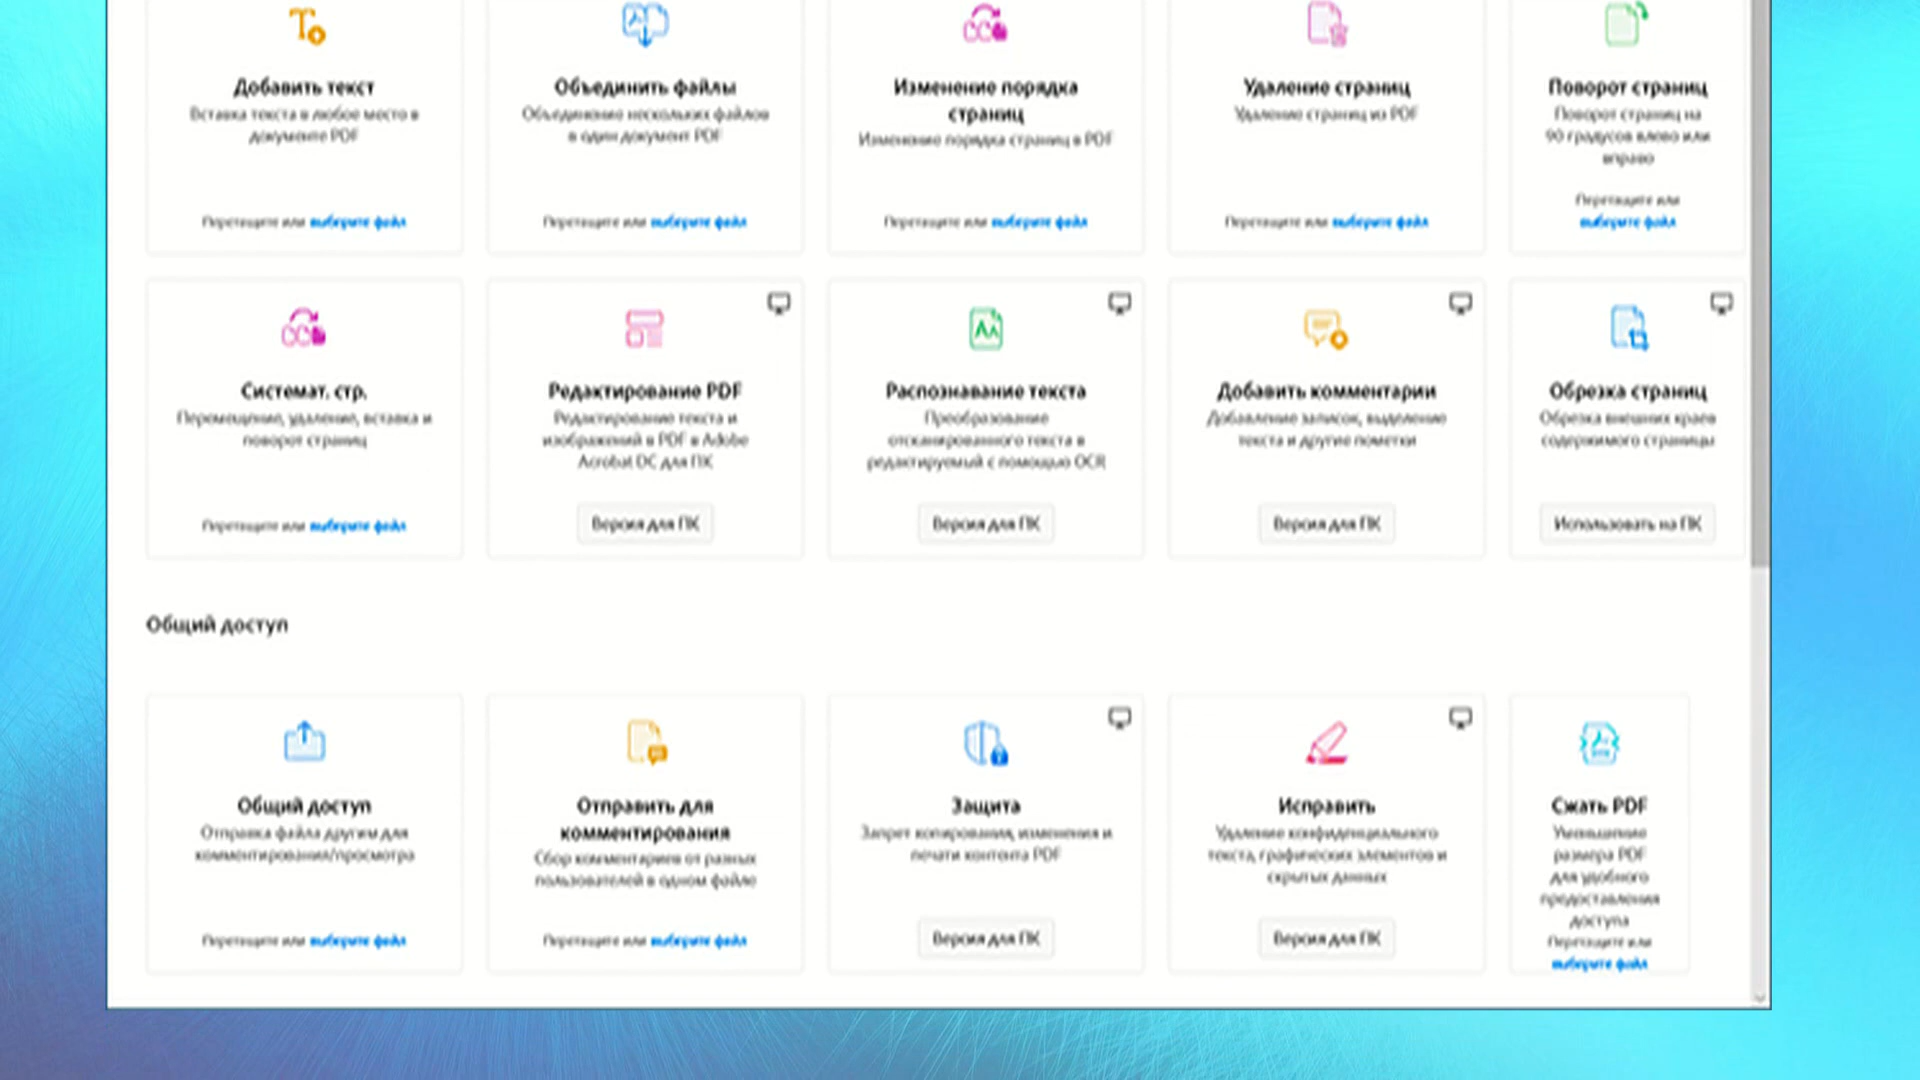 Добавить текст
Вставка текста в любое место в
документе PDF
Перетащите или выберите файл
Объединить файлы
Объединение нескольких файлов
в один документ PDF
Перетащите или выберите файл
Изменение порядка
страниц
Изменение порядка страниц в PDF
Перетащите или выберите файл
Удаление страниц
Удаление страниц из PDF
Перетащите или выберите файл
Поворот страниц
Поворот страниц на
90 градусов влево или
вправо
Перетащите или
выберите файл
Системат. стр.
Перемещение, удаление, вставка и
поворот страниц
Перетащите или выберите файл
Редактирование PDF
Редактирование текста и
изображений в PDF в Adobe
Acrobat DC для ПК
Версия для ПК
Распознавание текста
Преобразование
отсканированного текста в
редактируемый с помощью OCR
Версия для ПК
Добавить комментарии
Добавление записок, выделение
текста и другие пометки
Версия для ПК
Обрезка страниц
Обрезка внешних краев
содержимого страницы
Использовать на ПК
Общий доступ
Общий доступ
Отправка файла другим для
комментирования/просмотра
Перетащите или выберите файл
Отправить для
комментирования
Сбор комментариев от разных
пользователей в одном файле
Перетащите или выберите файл
Защита
Запрет копирования, изменения и
печати контента PDF
Версия для ПК
Исправить
Удаление конфиденциального
текста, графических элементов и
скрытых данных
Версия для ПК
Сжать PDF
Уменьшение
размера PDF
для удобного
предоставления
доступа
Перетащите или
выберите файл